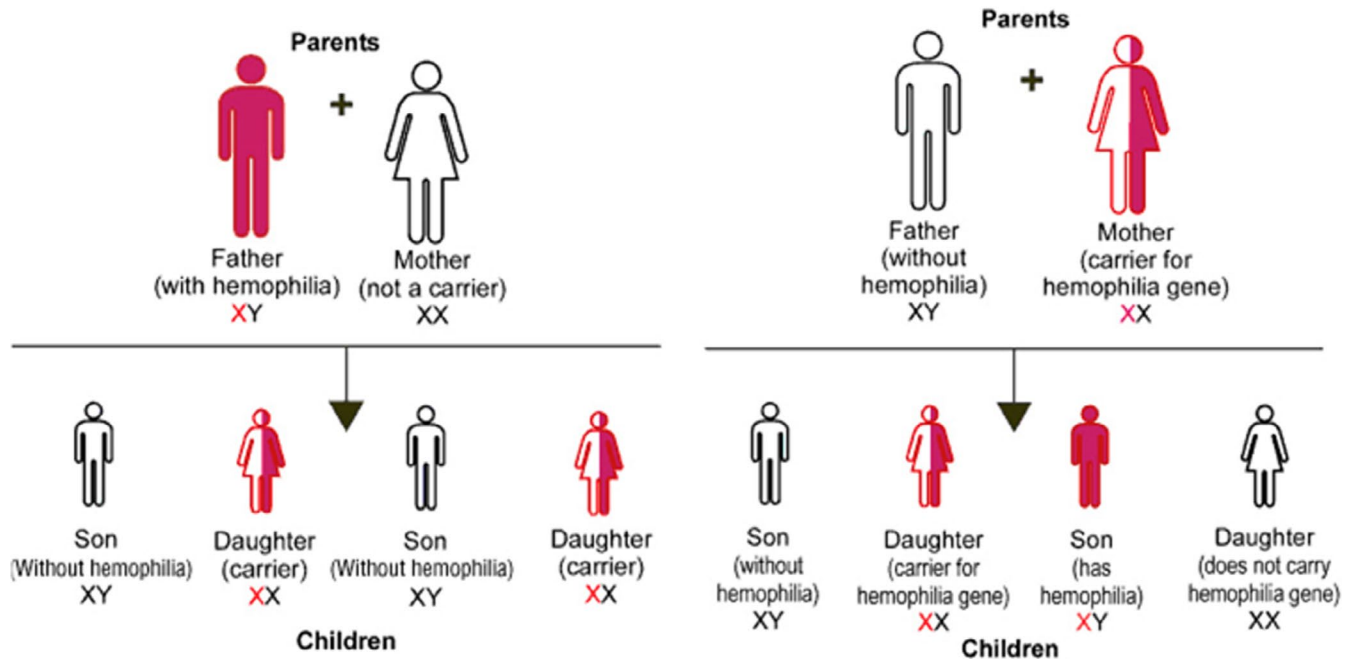 Parents
+
Father
(with hemophilia)
XY
Mother
(not a carrier)
XX
Son
(Without hemophilia)
XY
Daughter
(carrier)
XX
Son
(Without hemophilia)
XY
Daughter
(carrier)
XX
Children
Parents
+
Father
(without
hemophilia)
XY
Mother
(carrier for
hemophilia gene)
XX
Son
(without
hemophilia)
XY
Daughter
(carrier for
hemophilia gene)
XX
Son
(has
hemophilia)
XY
Daughter
(does not carry
hemophilia gene)
XX
Children